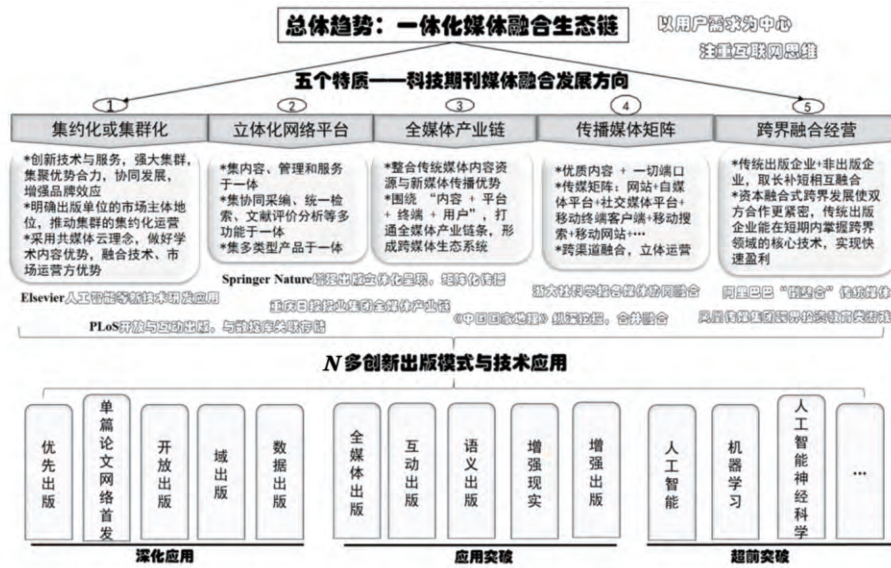 总体趋势：一体化媒体融合生态链
以用户需求为中心
注重互联网思维
五个特质——科技期刊媒体融合发展方向
1
集约化或集群化
*创新技术与服务，强大集群，
集聚优势合力，协同发展，
增强品牌效应
*明确出版单位的市场主体地
位，推动集群的集约化运营
*采用共媒体云理念，做好学
术内容优势，融合技术、市
场运营方优势
2
立体化网络平台
*集内容、管理和服务
于一体
*集协同采编、统一检
索、文献评价分析等多
功能于一体
*集多类型产品于一体
3
全媒体产业链
*整合传统媒体内容资
源与新媒体传播优势
*围绕 “内容 + 平台
+ 终端 + 用户”，打
通全媒体产业链条，形
成跨媒体生态系统
4
传播媒体矩阵
*优质内容 + 一切端口
*传媒矩阵：网站+自媒
体平台+社交媒体平台+
移动终端客户端+移动搜
索+移动网站+…
*跨渠道融合，立体运营
5
跨界融合经营
*传统出版企业+非出版企
业，取长补短相互融合
*资本融合式跨界发展使双
方合作更紧密，传统出版
企业能在短期内掌握跨界
领域的核心技术，实现快
速盈利
Springer Nature 增强出版立体化呈现，矩阵化传播
Elsevier人工智能等新技术研发应用
重庆日报报业集团全媒体产业链
浙大社科学报各媒体协同融合
阿里巴巴“倒整合”传统媒体
PLoS开放与互动出版，与数据库关联存储
《中国国家地理》纵深挖掘，合并融合
凤凰传媒集团跨界投资教育类游戏
N多创新出版模式与技术应用
优先出版
单篇论文网络首发
开放出版
域出版
数据出版
全媒体出版
互动出版
语义出版
增强现实
增强出版
人工智能
机器学习
人工智能神经科学
…
深化应用
应用突破
超前突破